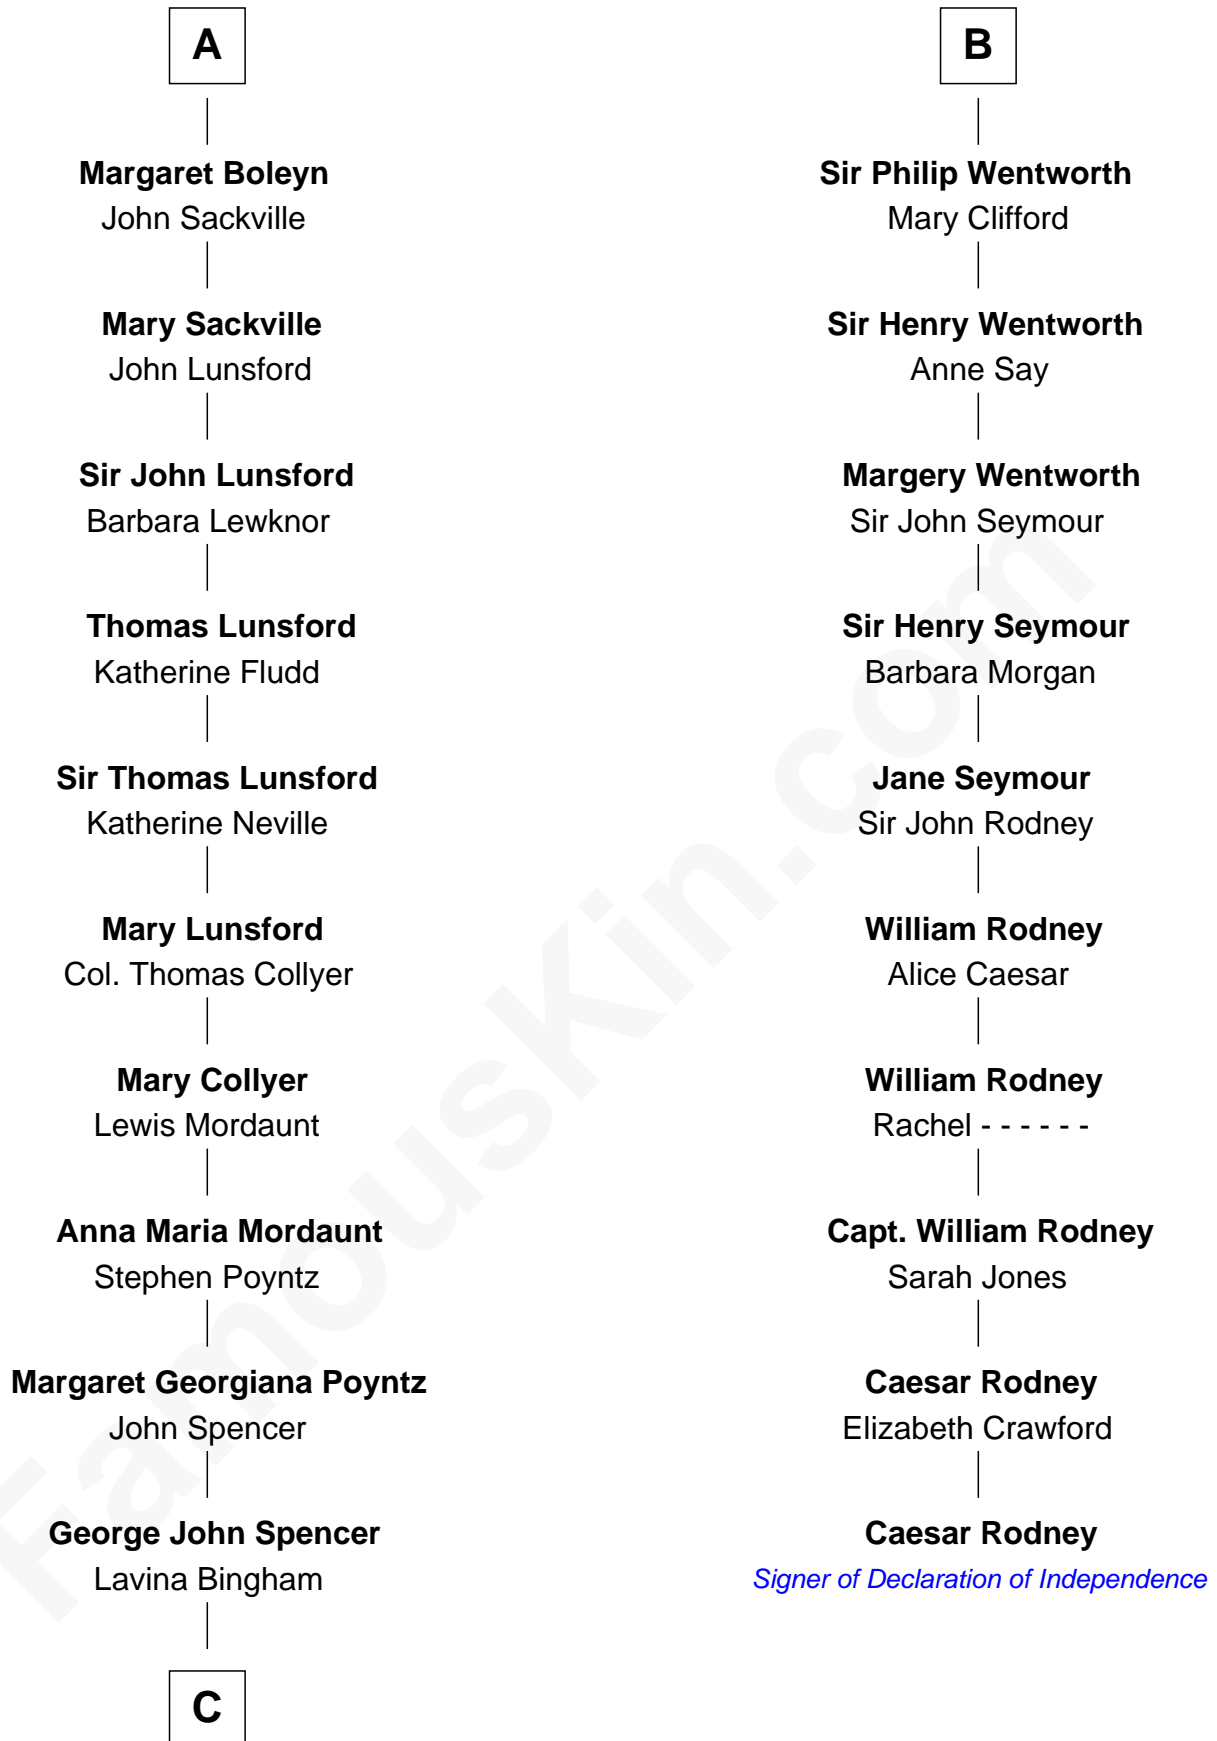 A
Margaret Boleyn
John Sackville
Mary Sackville
John Lunsford
Sir John Lunsford
Barbara Lewknor
Thomas Lunsford
Katherine Fludd
Sir Thomas Lunsford
Katherine Neville
Mary Lunsford
Col. Thomas Collyer
Mary Collyer
Lewis Mordaunt
Anna Maria Mordaunt
Stephen Poyntz
Margaret Georgiana Poyntz
John Spencer
George John Spencer
Lavina Bingham
C
B
Sir Philip Wentworth
Mary Clifford
Sir Henry Wentworth
Anne Say
Margery Wentworth
Sir John Seymour
Sir Henry Seymour
Barbara Morgan
Jane Seymour
Sir John Rodney
William Rodney
Alice Caesar
William Rodney
Rachel - - - - - -
Capt. William Rodney
Sarah Jones
Caesar Rodney
Elizabeth Crawford
Caesar Rodney
Signer of Declaration of Independence
FamousKin.com